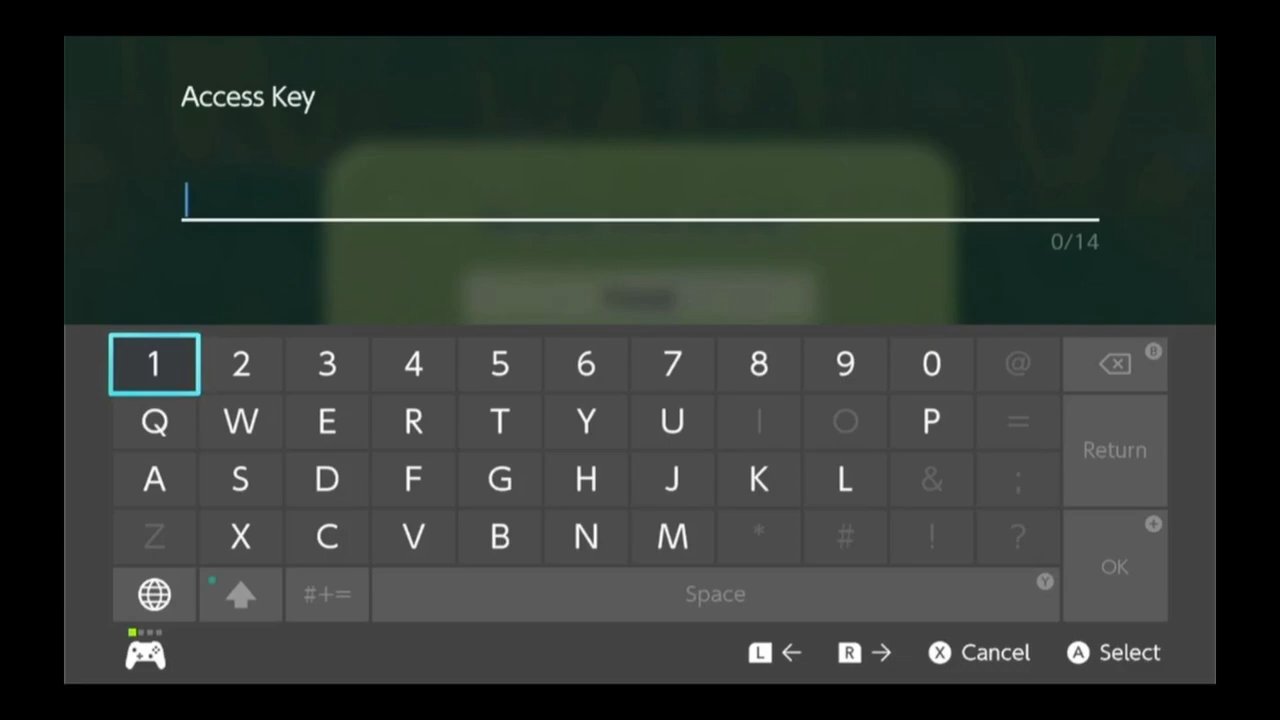 Access Key
0/14
1 2 3 4 5 6 7 8 9 0 @ B
Q W E R T Y U I O P = Return
A S D F G H J K L & ;
Z X C V B N M * # ! ? + OK
#+= Space Y
L ← R → X Cancel A Select